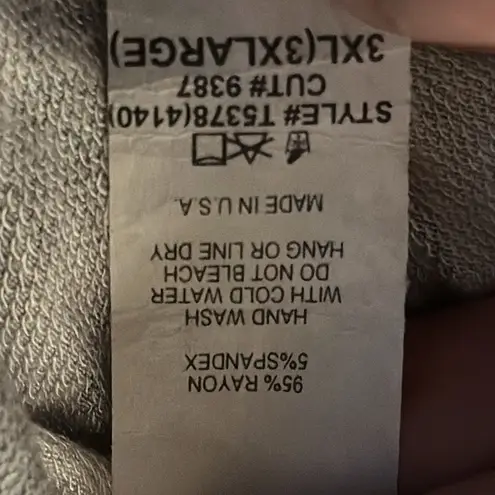 95% RAYON
5%SPANDEX
HAND WASH
WITH COLD WATER
DO NOT BLEACH
HANG OR LINE DRY
MADE IN U.S.A.
STYLE# T5378(4140)
CUT# 9387
3XL(3XLARGE)